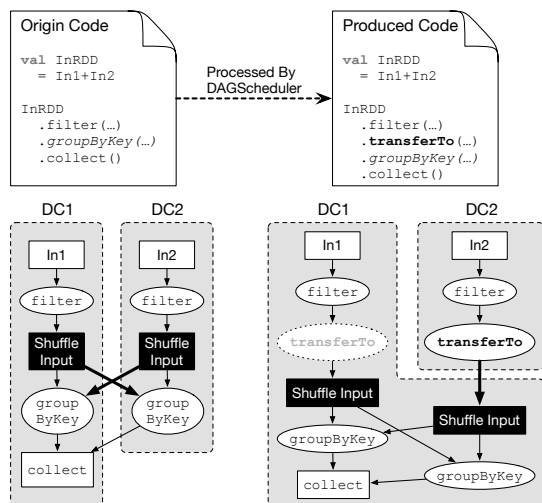 Origin Code
val InRDD
= In1+In2
InRDD
.filter(…)
.groupByKey(…)
.collect()
Processed By
DAGScheduler
Produced Code
val InRDD
= In1+In2
InRDD
.filter(…)
.transferTo(…)
.groupByKey(…)
.collect()
DC1
DC2
In1
In2
filter
filter
Shuffle
Input
Shuffle
Input
group
ByKey
group
ByKey
collect
DC1
DC2
In1
In2
filter
filter
transferTo
transferTo
Shuffle Input
Shuffle Input
groupByKey
groupByKey
collect